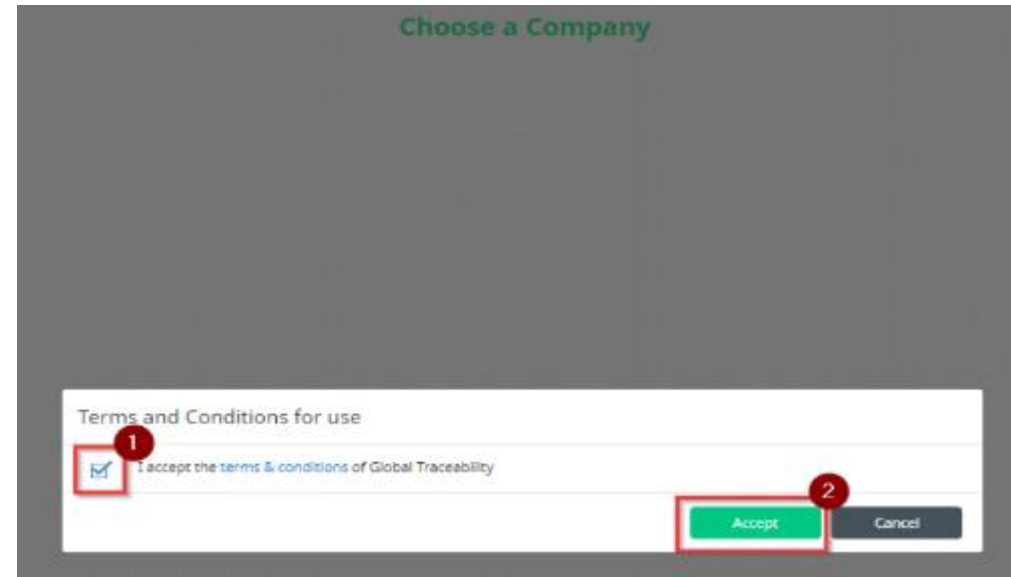 Choose a Company
Terms and Conditions for use
1
I accept the terms & conditions of Global Traceability
2
Accept
Cancel